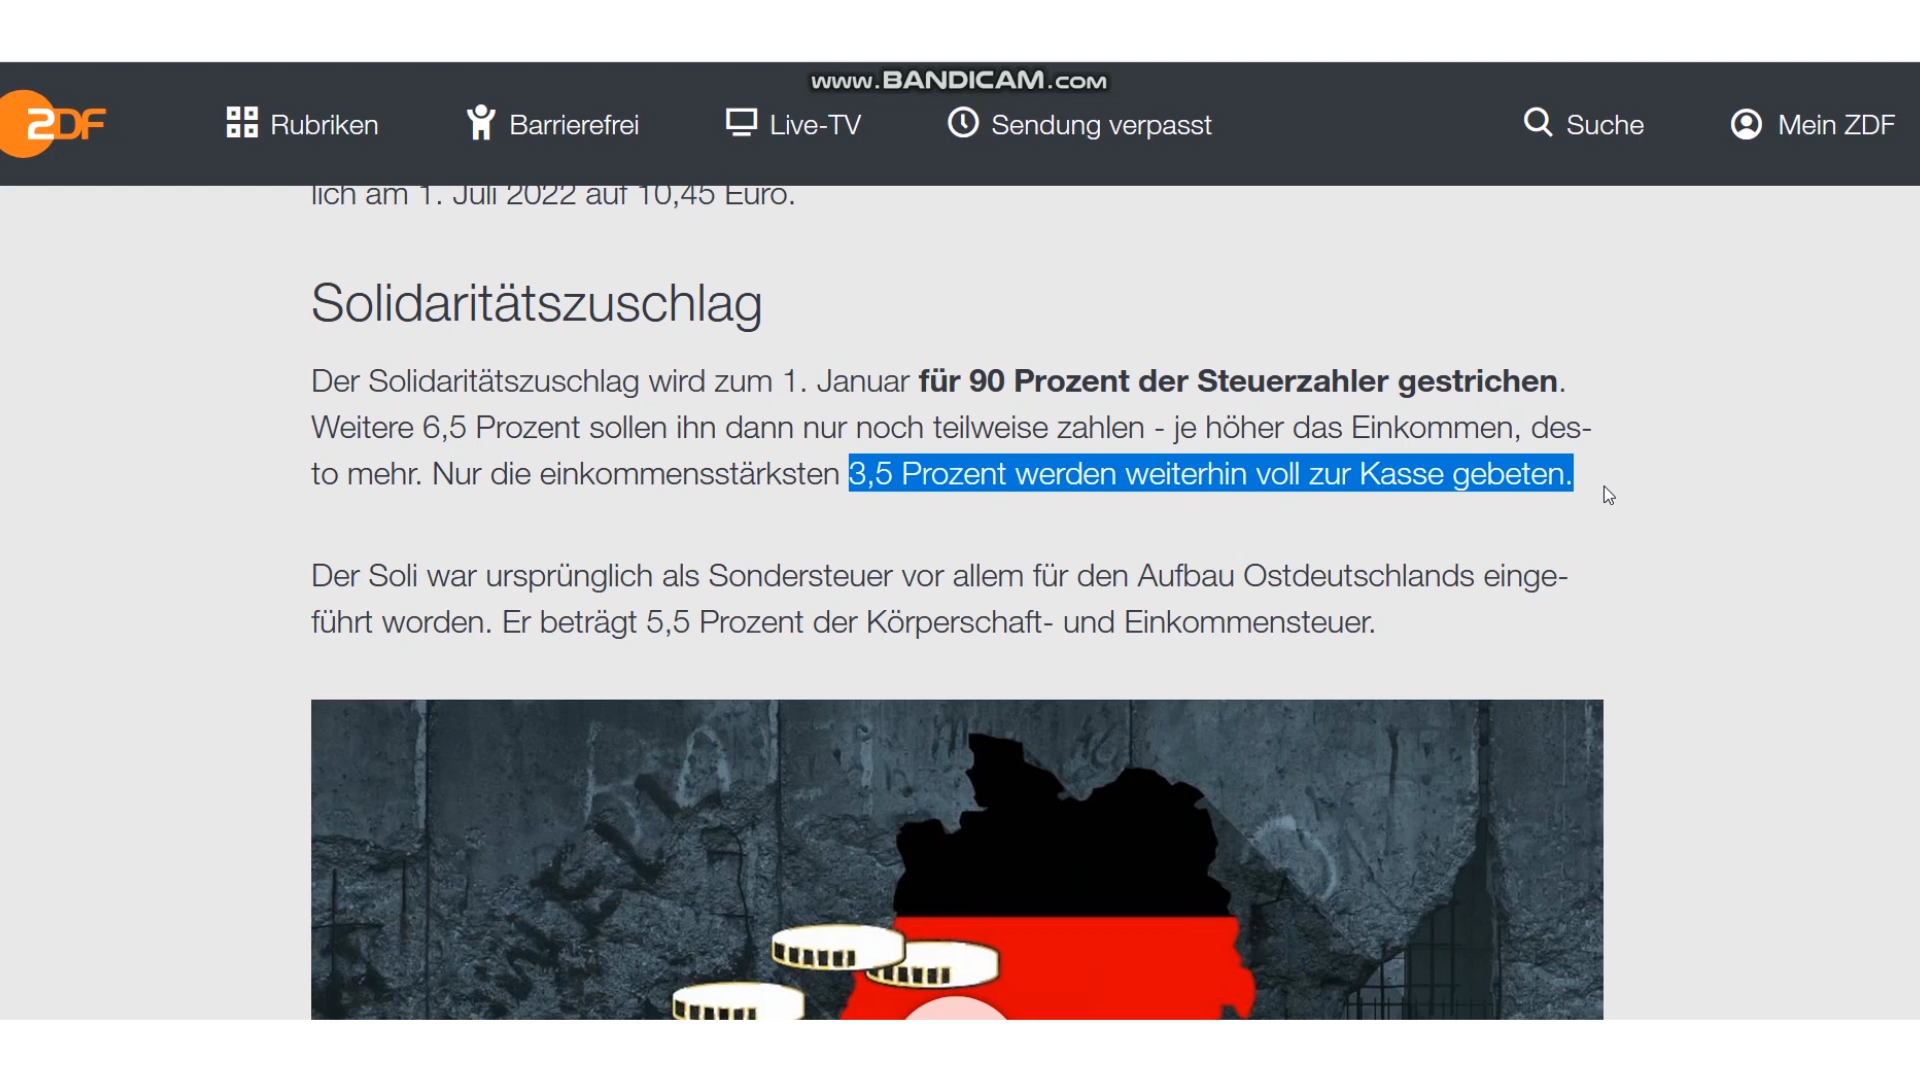 www.BANDICAM.com
ZDF Rubriken Barrierefrei Live-TV Sendung verpasst Suche Mein ZDF
lich am 1. Juli 2022 auf 10,45 Euro.
Solidaritätszuschlag
Der Solidaritätszuschlag wird zum 1. Januar für 90 Prozent der Steuerzahler gestrichen.
Weitere 6,5 Prozent sollen ihn dann nur noch teilweise zahlen - je höher das Einkommen, des-
to mehr. Nur die einkommensstärksten 3,5 Prozent werden weiterhin voll zur Kasse gebeten.
Der Soli war ursprünglich als Sondersteuer vor allem für den Aufbau Ostdeutschlands einge-
führt worden. Er beträgt 5,5 Prozent der Körperschaft- und Einkommensteuer.